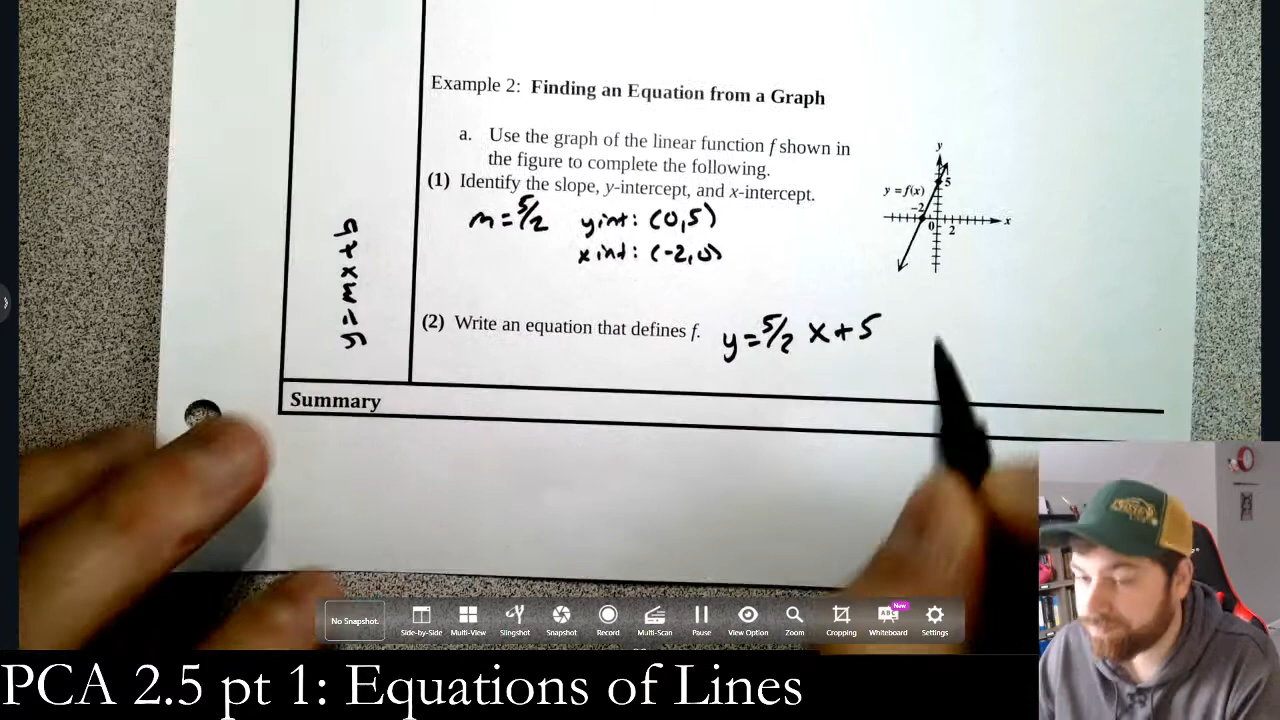 Example 2: Finding an Equation from a Graph
a. Use the graph of the linear function f shown in
the figure to complete the following.
(1) Identify the slope, y-intercept, and x-intercept.
m = 5/2 y int: (0,5)
x int: (-2,0)
y
5
y = f(x)
-2
0 2
x
y=mx+b
(2) Write an equation that defines f. y = 5/2 x + 5
Summary
No Snapshot.
Side-by-Side Multi-View Slingshot Snapshot Record Multi-Scan Pause View Option Zoom Cropping Whiteboard Settings
New
ABC
PCA 2.5 pt 1: Equations of Lines